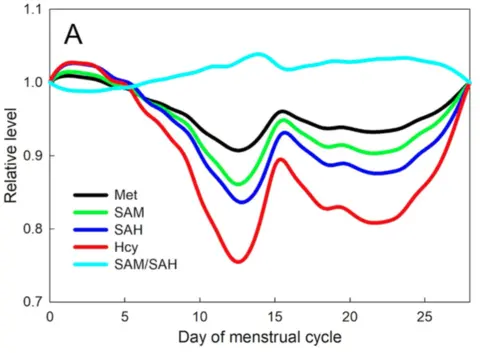 A
1.1
1.0
0.9
0.8
0.7
Relative level
Met
SAM
SAH
Hcy
SAM/SAH
0 5 10 15 20 25
Day of menstrual cycle